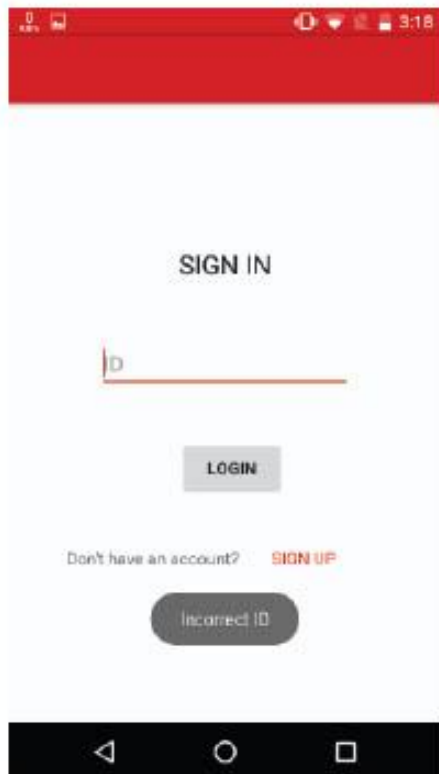 3:18
SIGN IN
ID
LOGIN
Don't have an account? SIGN UP
Incorrect ID